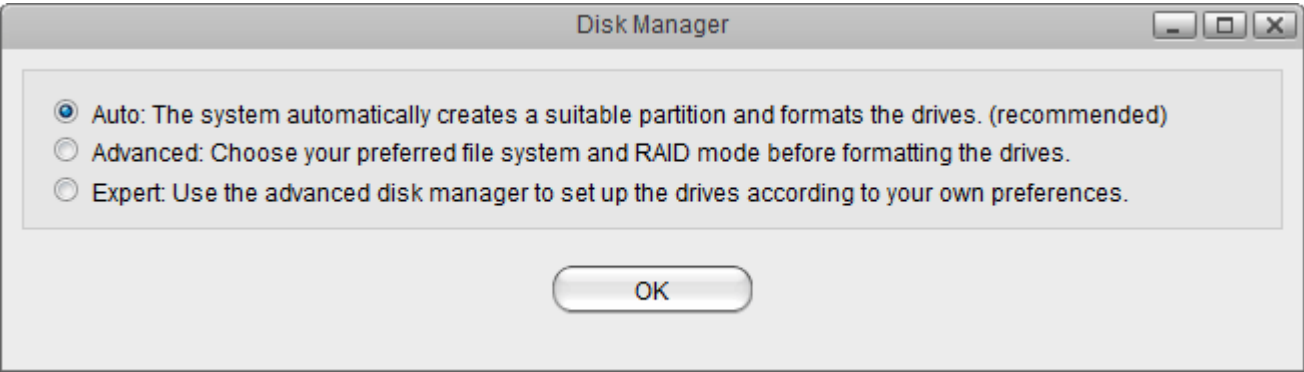 Disk Manager
Auto: The system automatically creates a suitable partition and formats the drives. (recommended)
Advanced: Choose your preferred file system and RAID mode before formatting the drives.
Expert: Use the advanced disk manager to set up the drives according to your own preferences.
OK